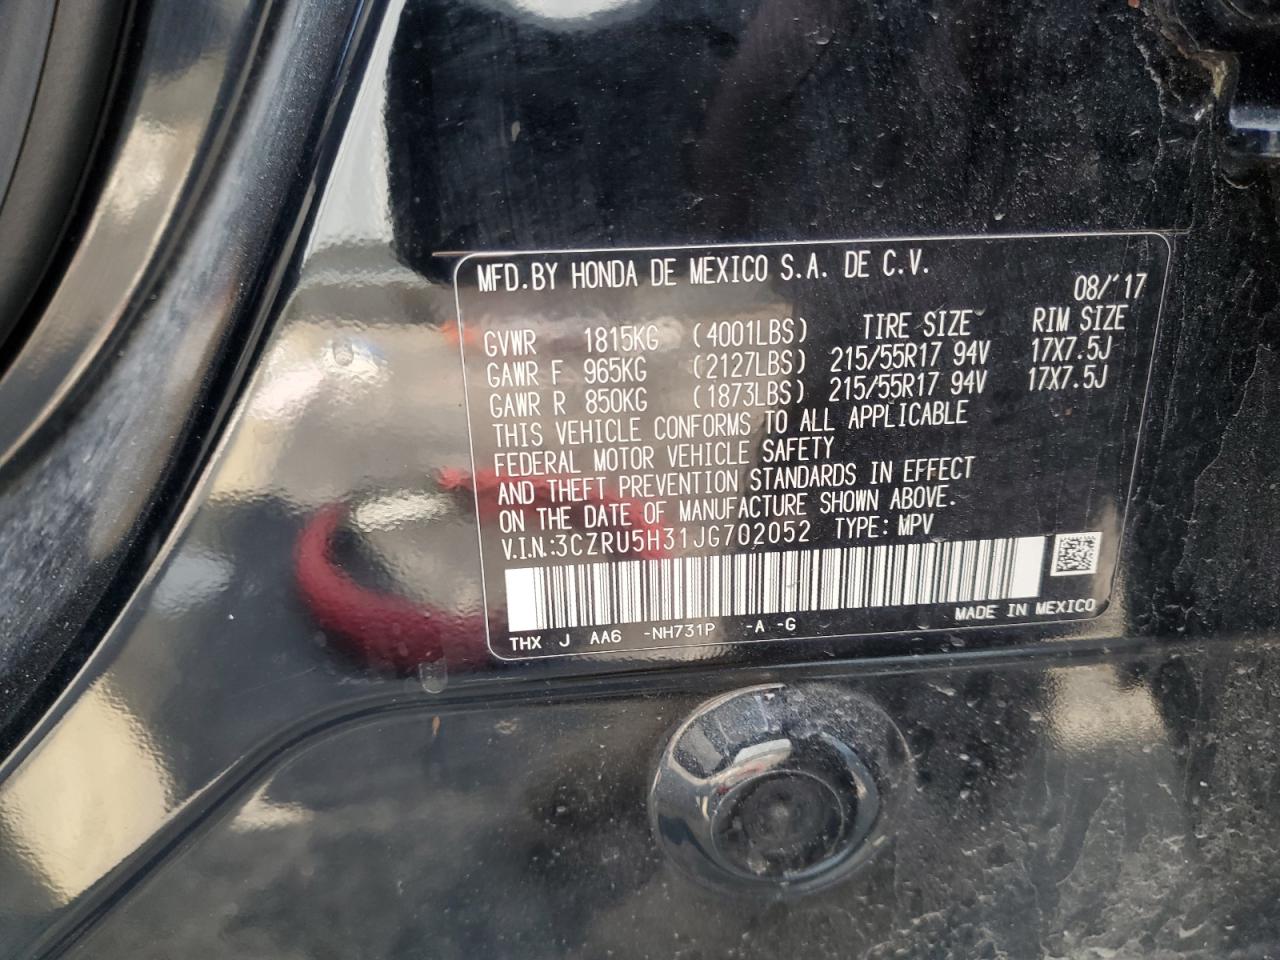 MFD.BY HONDA DE MEXICO S.A. DE C.V.
08/'17
GVWR 1815KG (4001LBS) TIRE SIZE RIM SIZE
GAWR F 965KG (2127LBS) 215/55R17 94V 17X7.5J
GAWR R 850KG (1873LBS) 215/55R17 94V 17X7.5J
THIS VEHICLE CONFORMS TO ALL APPLICABLE
FEDERAL MOTOR VEHICLE SAFETY
AND THEFT PREVENTION STANDARDS IN EFFECT
ON THE DATE OF MANUFACTURE SHOWN ABOVE.
V.I.N.:3CZRU5H31JG702052 TYPE: MPV
MADE IN MEXICO
THX J AA6 -NH731P -A -G